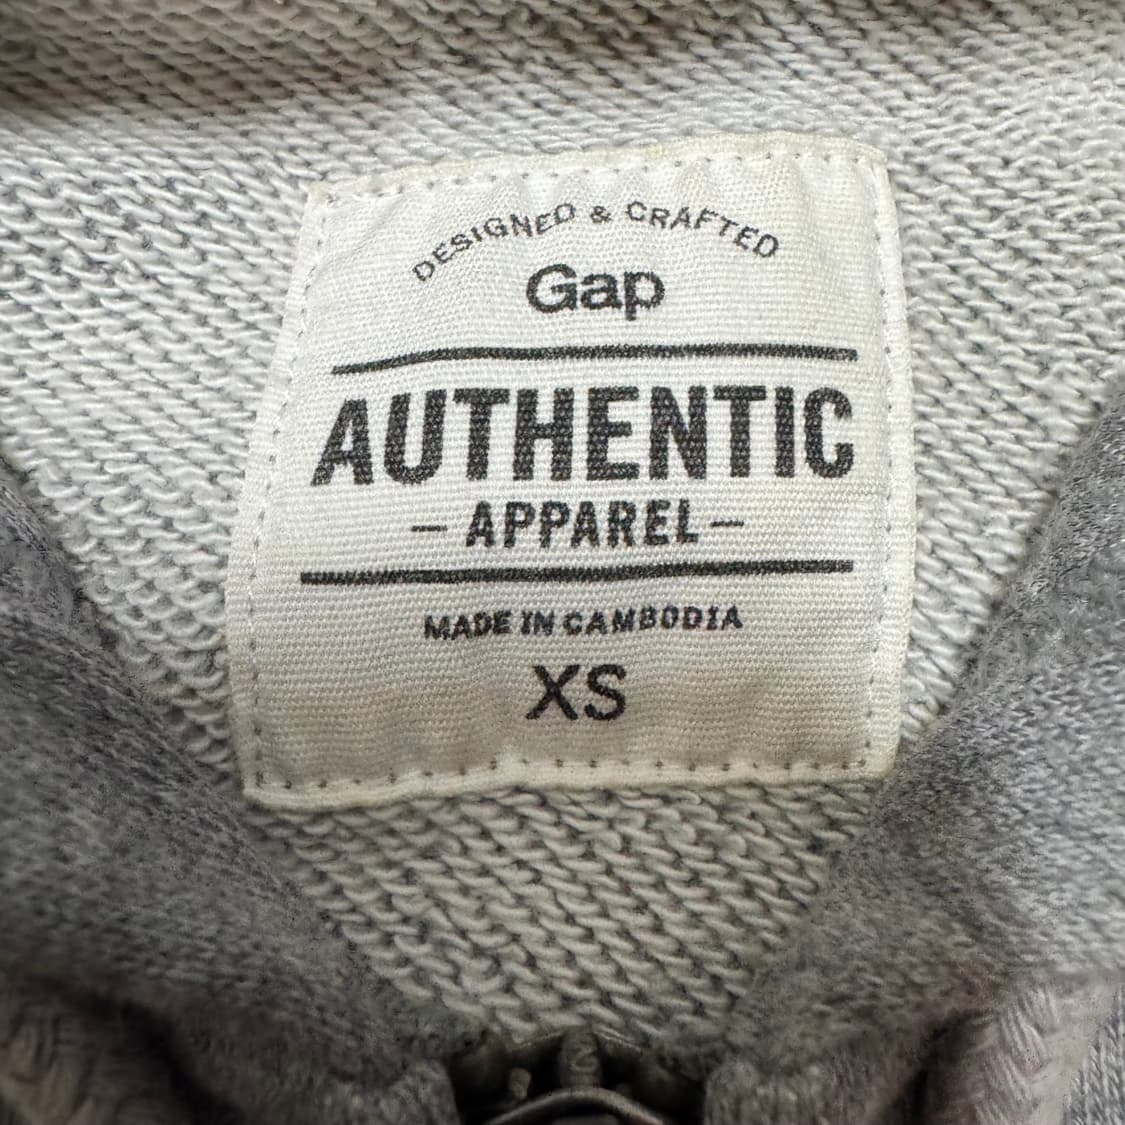 DESIGNED & CRAFTED
Gap
AUTHENTIC
– APPAREL –
MADE IN CAMBODIA
XS